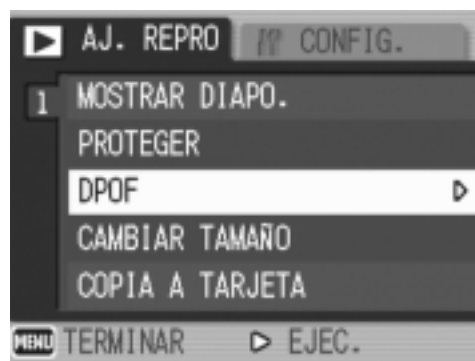 AJ. REPRO CONFIG.
1 MOSTRAR DIAPO.
PROTEGER
DPOF
CAMBIAR TAMAÑO
COPIA A TARJETA
MENU TERMINAR EJEC.